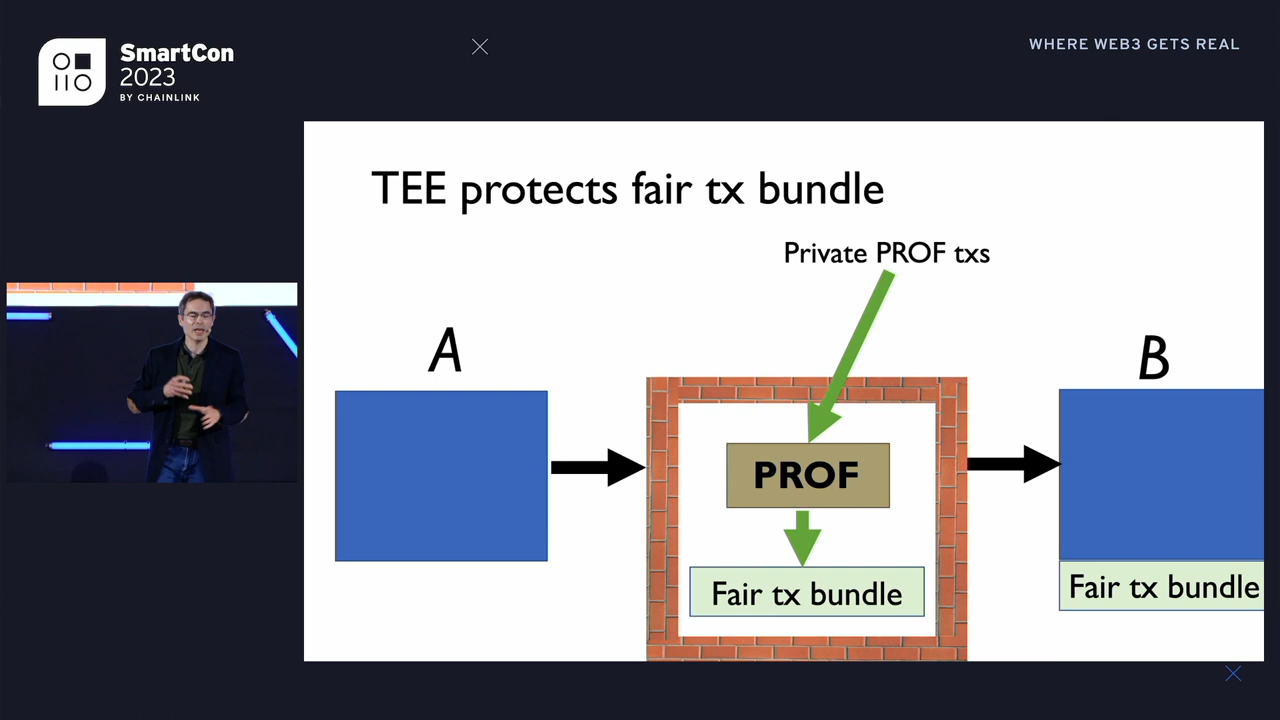 SmartCon
2023
BY CHAINLINK
WHERE WEB3 GETS REAL
TEE protects fair tx bundle
Private PROF txs
A
B
PROF
Fair tx bundle
Fair tx bundle